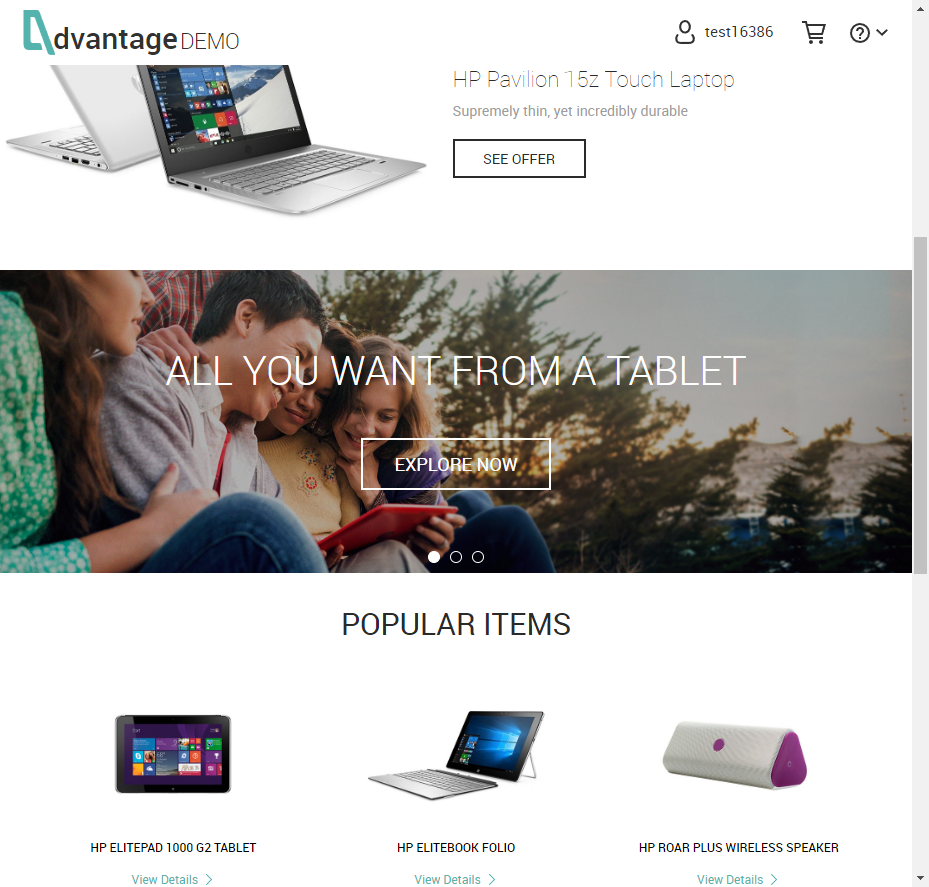 dvantage DEMO
test16386
HP Pavilion 15z Touch Laptop
Supremely thin, yet incredibly durable
SEE OFFER
ALL YOU WANT FROM A TABLET
EXPLORE NOW
POPULAR ITEMS
HP ELITEPAD 1000 G2 TABLET
HP ELITEBOOK FOLIO
HP ROAR PLUS WIRELESS SPEAKER
View Details
View Details
View Details